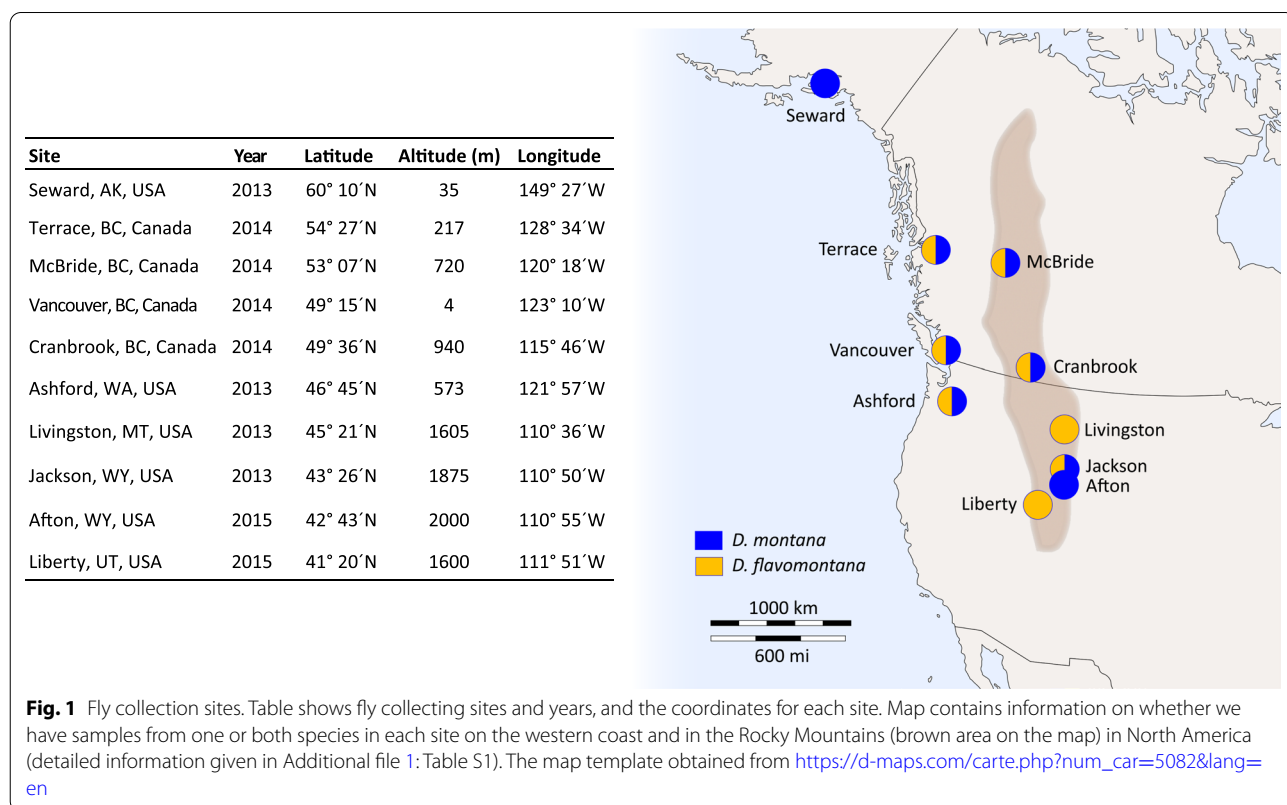 Site Year Latitude Altitude (m) Longitude
Seward, AK, USA 2013 60° 10´N 35 149° 27´W
Terrace, BC, Canada 2014 54° 27´N 217 128° 34´W
McBride, BC, Canada 2014 53° 07´N 720 120° 18´W
Vancouver, BC, Canada 2014 49° 15´N 4 123° 10´W
Cranbrook, BC, Canada 2014 49° 36´N 940 115° 46´W
Ashford, WA, USA 2013 46° 45´N 573 121° 57´W
Livingston, MT, USA 2013 45° 21´N 1605 110° 36´W
Jackson, WY, USA 2013 43° 26´N 1875 110° 50´W
Afton, WY, USA 2015 42° 43´N 2000 110° 55´W
Liberty, UT, USA 2015 41° 20´N 1600 111° 51´W
Seward
Terrace
McBride
Vancouver
Cranbrook
Ashford
Livingston
Jackson
Afton
Liberty
D. montana
D. flavomontana
1000 km
600 mi
Fig. 1 Fly collection sites. Table shows fly collecting sites and years, and the coordinates for each site. Map contains information on whether we
have samples from one or both species in each site on the western coast and in the Rocky Mountains (brown area on the map) in North America
(detailed information given in Additional file 1: Table S1). The map template obtained from https://d-maps.com/carte.php?num_car=5082&lang=
en